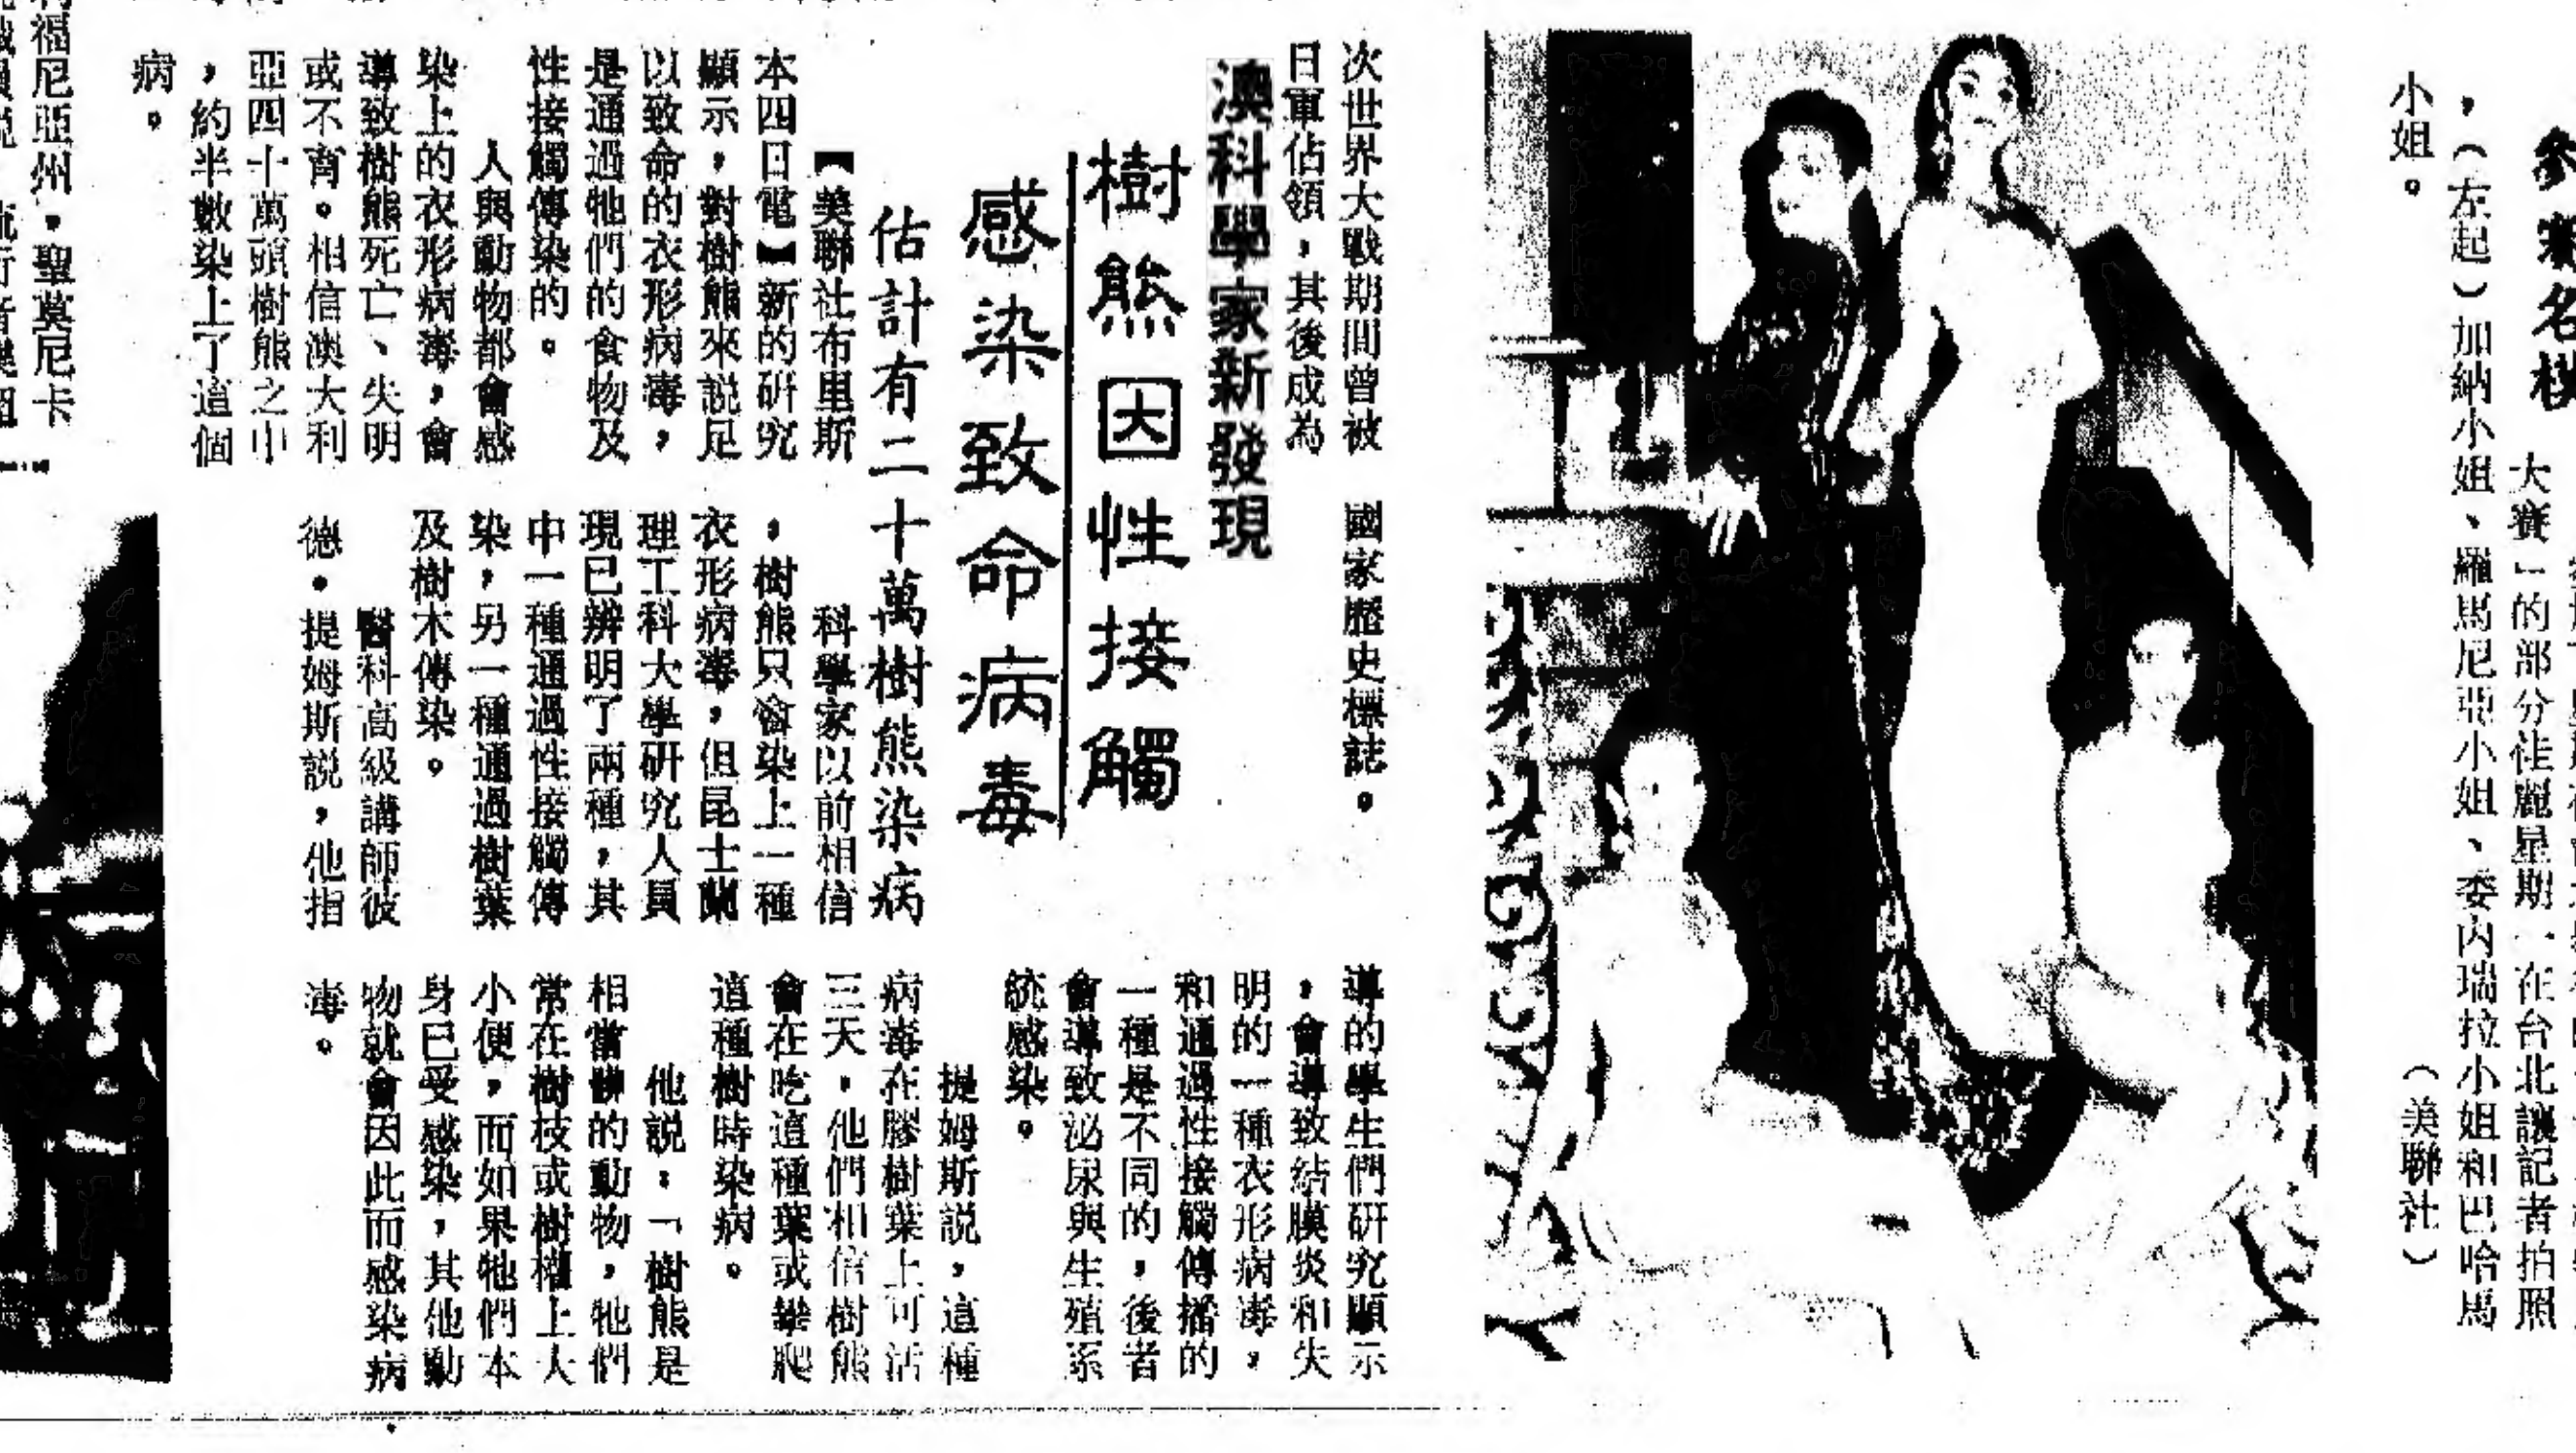 參賽名模
大賽」的部分佳麗星期一在台北讓記者拍照
，（左起）加納小姐、羅馬尼亞小姐、委內瑞拉小姐和巴哈馬
小姐。
（美聯社）
次世界大戰期間曾被
日軍佔領，其後成為
國家歷史標誌。
澳科學家新發現
樹熊因性接觸
感染致命病毒
估計有二十萬樹熊染病
【美聯社布里斯
本四日電】新的研究
顯示，對樹熊來說足
以致命的衣形病毒，
是通過牠們的食物及
性接觸傳染的。
人與動物都會感
染上的衣形病毒，會
導致樹熊死亡、失明
或不育。相信澳大利
亞四十萬頭樹熊之中
，約半數染上了這個
病。
科學家以前相信
，樹熊只會染上一種
衣形病毒，但昆士蘭
理工科大學研究人員
現已辨明了兩種，其
中一種通過性接觸傳
染，另一種通過樹葉
及樹木傳染。
醫科高級講師彼
德·提姆斯說，他指
導的學生們研究顯示
，會導致結膜炎和失
明的一種衣形病毒，
和通過性接觸傳播的
一種是不同的，後者
會導致泌尿與生殖系
統感染。
提姆斯說，這種
病毒在膠樹葉上可活
三天，他們相信樹熊
會在吃這種葉或攀爬
這種樹時染病。
他說：「樹熊是
相當髒的動物，牠們
常在樹枝或樹椏上大
小便，而如果牠們本
身已受感染，其他動
物就會因此而感染病
毒。
福尼亞州，聖莫尼卡